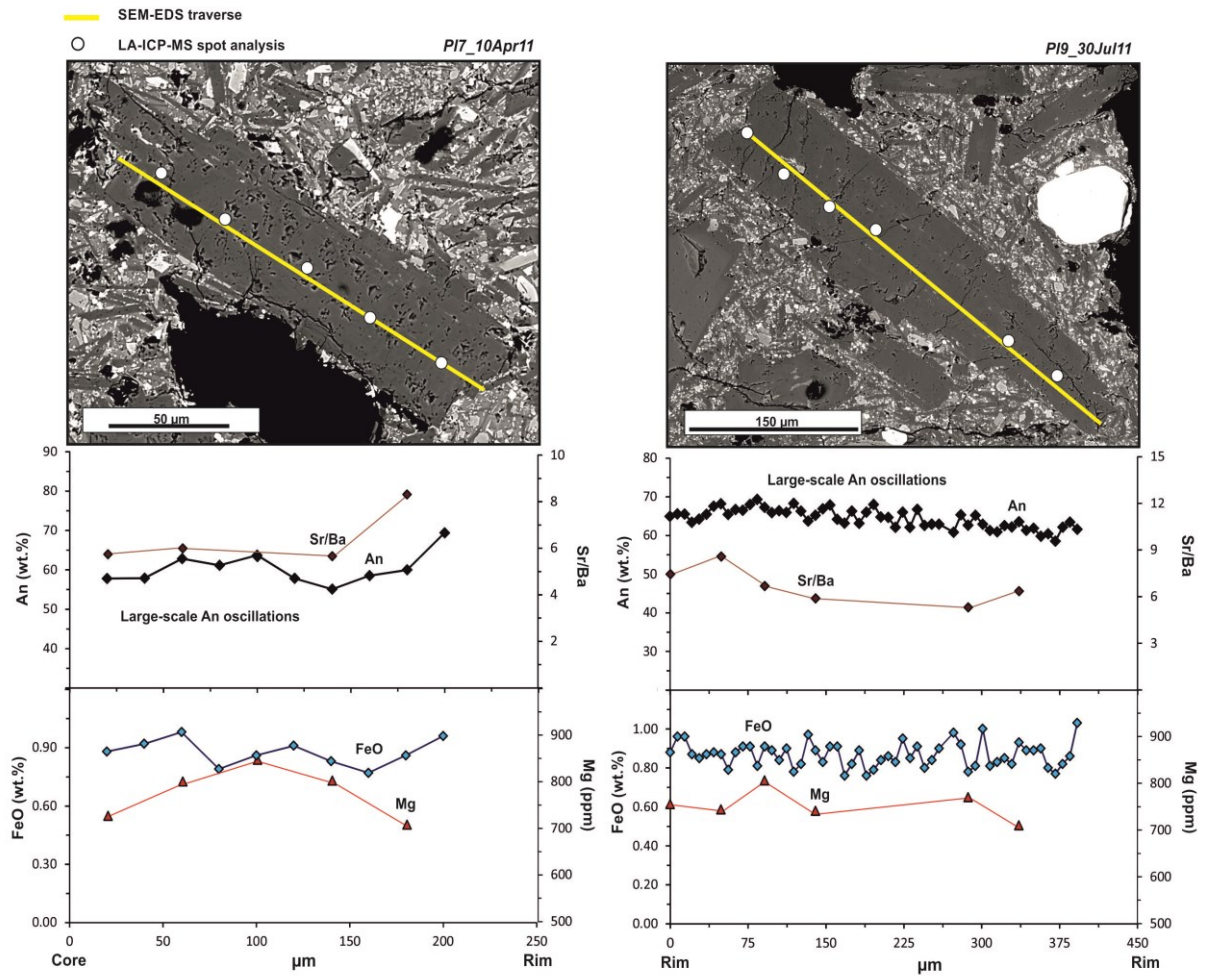 SEM-EDS traverse
LA-ICP-MS spot analysis
Pl7_10Apr11
50 µm
90
80
70
60
50
40
An (wt.%)
10
8
6
4
2
Sr/Ba
Sr/Ba
An
Large-scale An oscillations
0.90
0.60
0.30
0.00
FeO (wt.%)
FeO
Mg
900
800
700
600
500
Mg (ppm)
0
50
100
150
200
250
Core
µm
Rim
Pl9_30Jul11
150 µm
80
70
60
50
40
30
20
An (wt.%)
15
12
9
6
3
Sr/Ba
Large-scale An oscillations
An
Sr/Ba
1.00
0.80
0.60
0.40
0.20
0.00
FeO (wt.%)
FeO
Mg
900
800
700
600
500
Mg (ppm)
0
75
150
225
300
375
450
Rim
µm
Rim